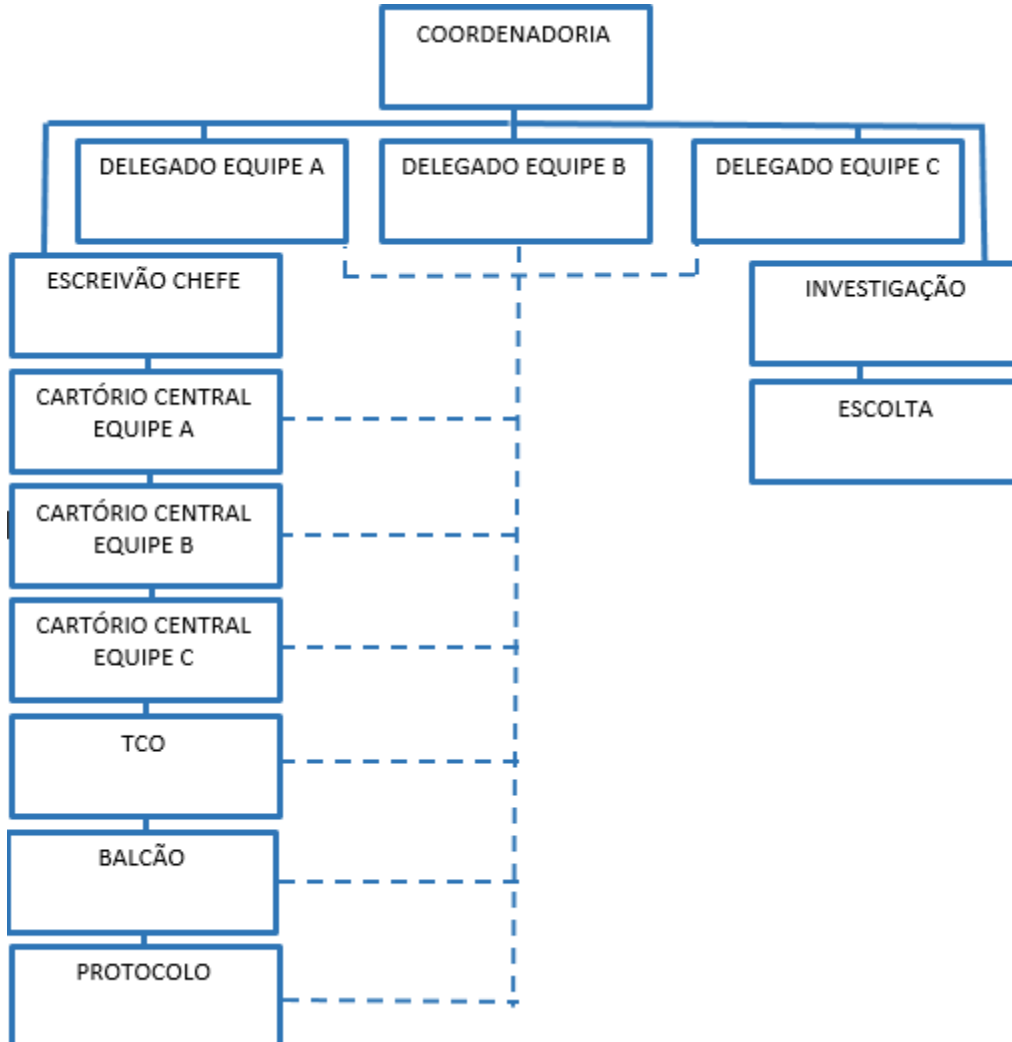 COORDENADORIA
DELEGADO EQUIPE A
DELEGADO EQUIPE B
DELEGADO EQUIPE C
ESCREIVÃO CHEFE
INVESTIGAÇÃO
CARTÓRIO CENTRAL
EQUIPE A
ESCOLTA
CARTÓRIO CENTRAL
EQUIPE B
CARTÓRIO CENTRAL
EQUIPE C
TCO
BALCÃO
PROTOCOLO